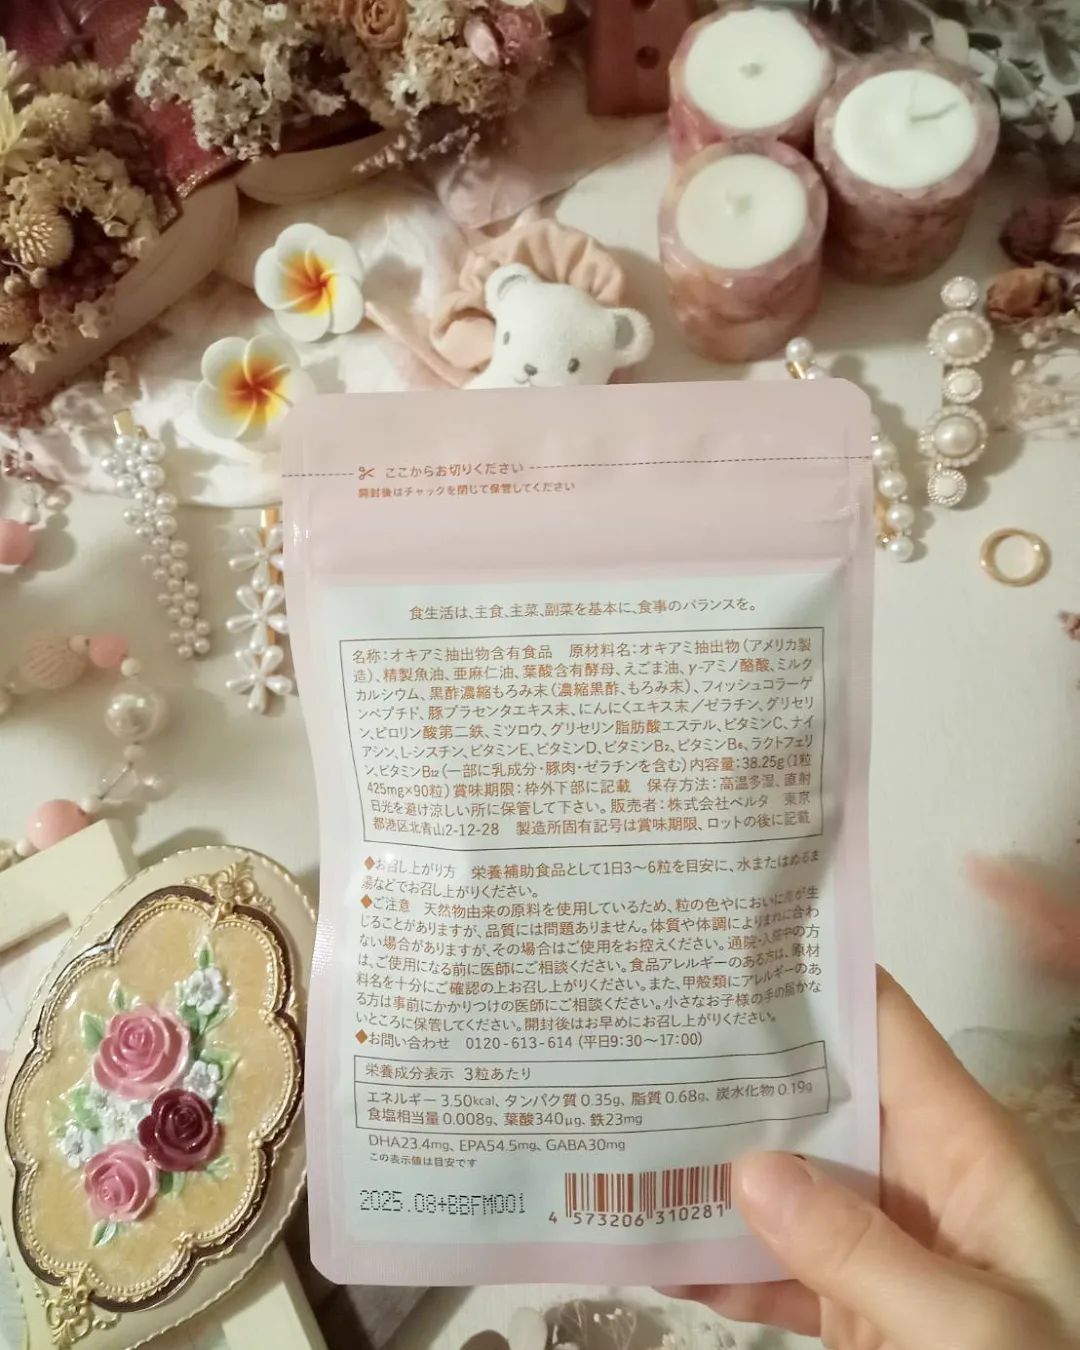 ここからお切りください
開封後はチャックを閉じて保管してください
食生活は、主食、主菜、副菜を基本に、食事のバランスを。
名称:オキアミ抽出物含有食品　原材料名:オキアミ抽出物(アメリカ製
造)、精製魚油、亜麻仁油、葉酸含有酵母、えごま油、γ-アミノ酪酸、ミルク
カルシウム、黒酢濃縮もろみ末(濃縮黒酢、もろみ末)、フィッシュコラーゲ
ンペプチド、豚プラセンタエキス末、にんにくエキス末/ゼラチン、グリセリ
ン、ピロリン酸第二鉄、ミツロウ、グリセリン脂肪酸エステル、ビタミンC、ナイ
アシン、L-シスチン、ビタミンE、ビタミンD、ビタミンB₂、ビタミンB₆、ラクトフェリ
ン、ビタミンB₁₂(一部に乳成分・豚肉・ゼラチンを含む)内容量:38.25g(1粒
425mg×90粒)賞味期限:枠外下部に記載　保存方法:高温多湿、直射
日光を避け涼しい所に保管して下さい。販売者:株式会社ベルタ　東京
都港区北青山2-12-28　製造所固有記号は賞味期限、ロットの後に記載
◆お召し上がり方　栄養補助食品として1日3〜6粒を目安に、水またはぬるま
湯などでお召し上がりください。
◆ご注意　天然物由来の原料を使用しているため、粒の色やにおいに差が生
じることがありますが、品質には問題ありません。体質や体調によりまれに合わ
ない場合がありますが、その場合はご使用をお控えください。通院・入院中の方
は、ご使用になる前に医師にご相談ください。食品アレルギーのある方は、原材
料名を十分にご確認の上お召し上がりください。また、甲殻類にアレルギーのあ
る方は事前にかかりつけの医師にご相談ください。小さなお子様の手の届かな
いところに保管してください。開封後はお早めにお召し上がりください。
◆お問い合わせ　0120-613-614 (平日9:30〜17:00)
栄養成分表示　3粒あたり
エネルギー 3.50kcal、タンパク質 0.35g、脂質 0.68g、炭水化物 0.19g
食塩相当量 0.008g、葉酸340μg、鉄23mg
DHA23.4mg、EPA54.5mg、GABA30mg
この表示値は目安です
2025.08+BBFM001
4 573206 310281